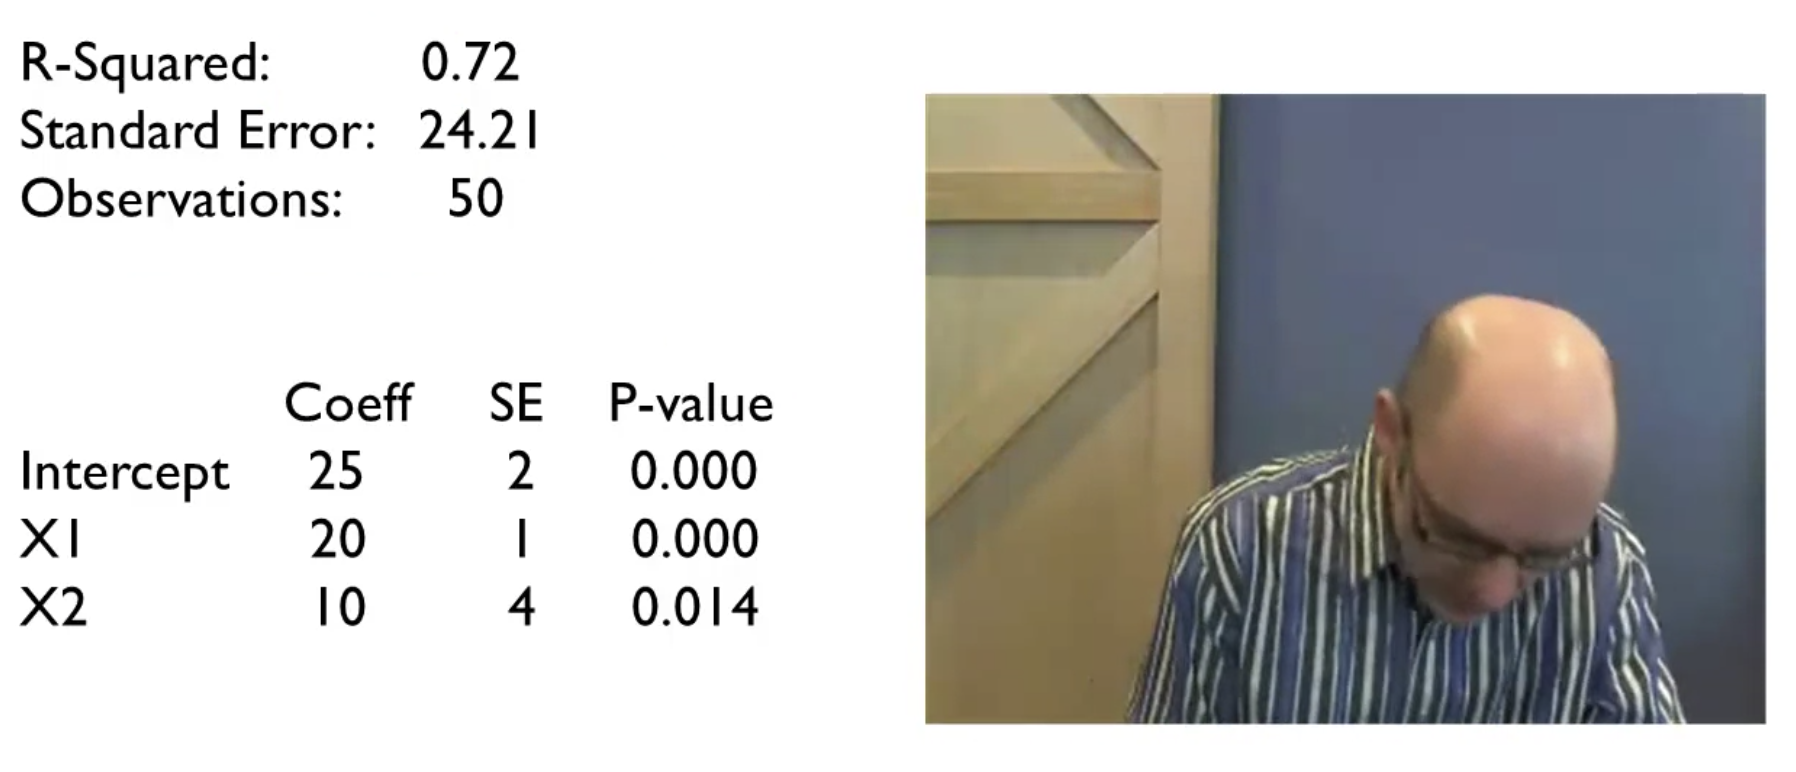 R-Squared: 0.72
Standard Error: 24.21
Observations: 50
Coeff SE P-value
Intercept 25 2 0.000
X1 20 1 0.000
X2 10 4 0.014